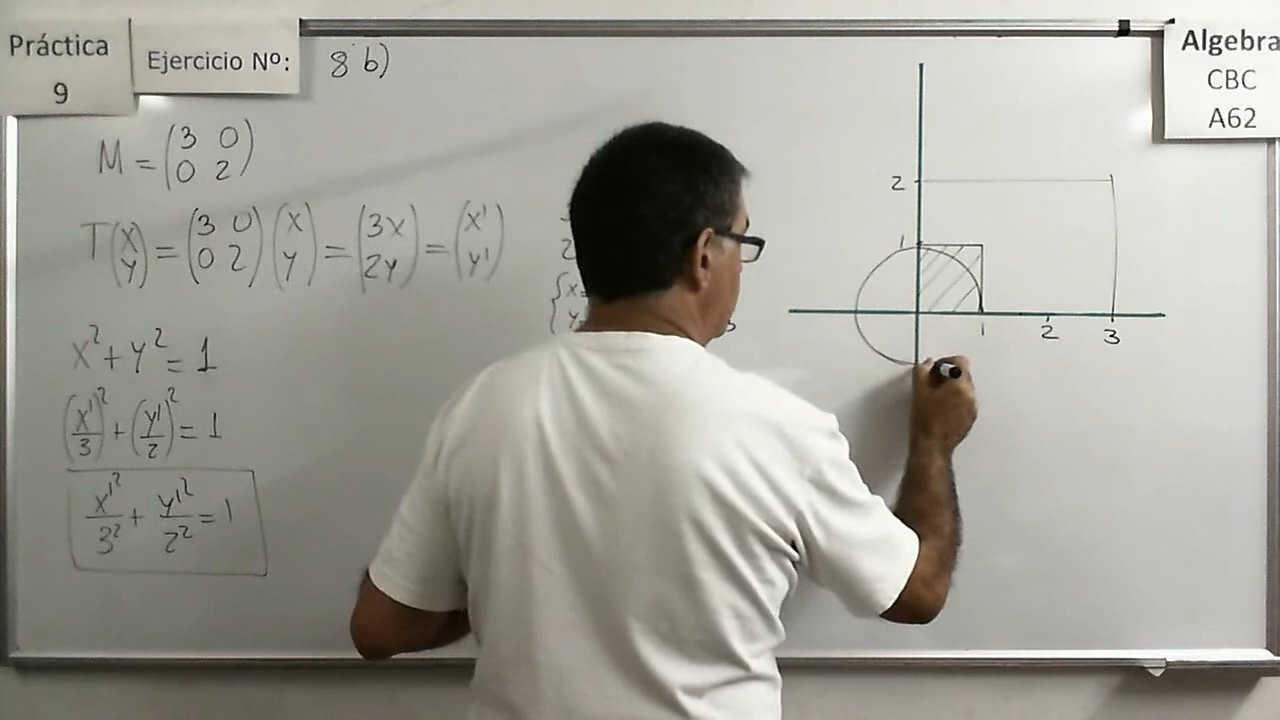 Práctica
9
Ejercicio Nº: 8 b)
Algebra
CBC
A62
M = (3 0
0 2)
T(x
y) = (3 0
0 2) (x
y) = (3x
2y) = (x'
y')
x² + y² = 1
(x'/3)² + (y'/2)² = 1
x'²/3² + y'²/2² = 1
2
1
1 2 3